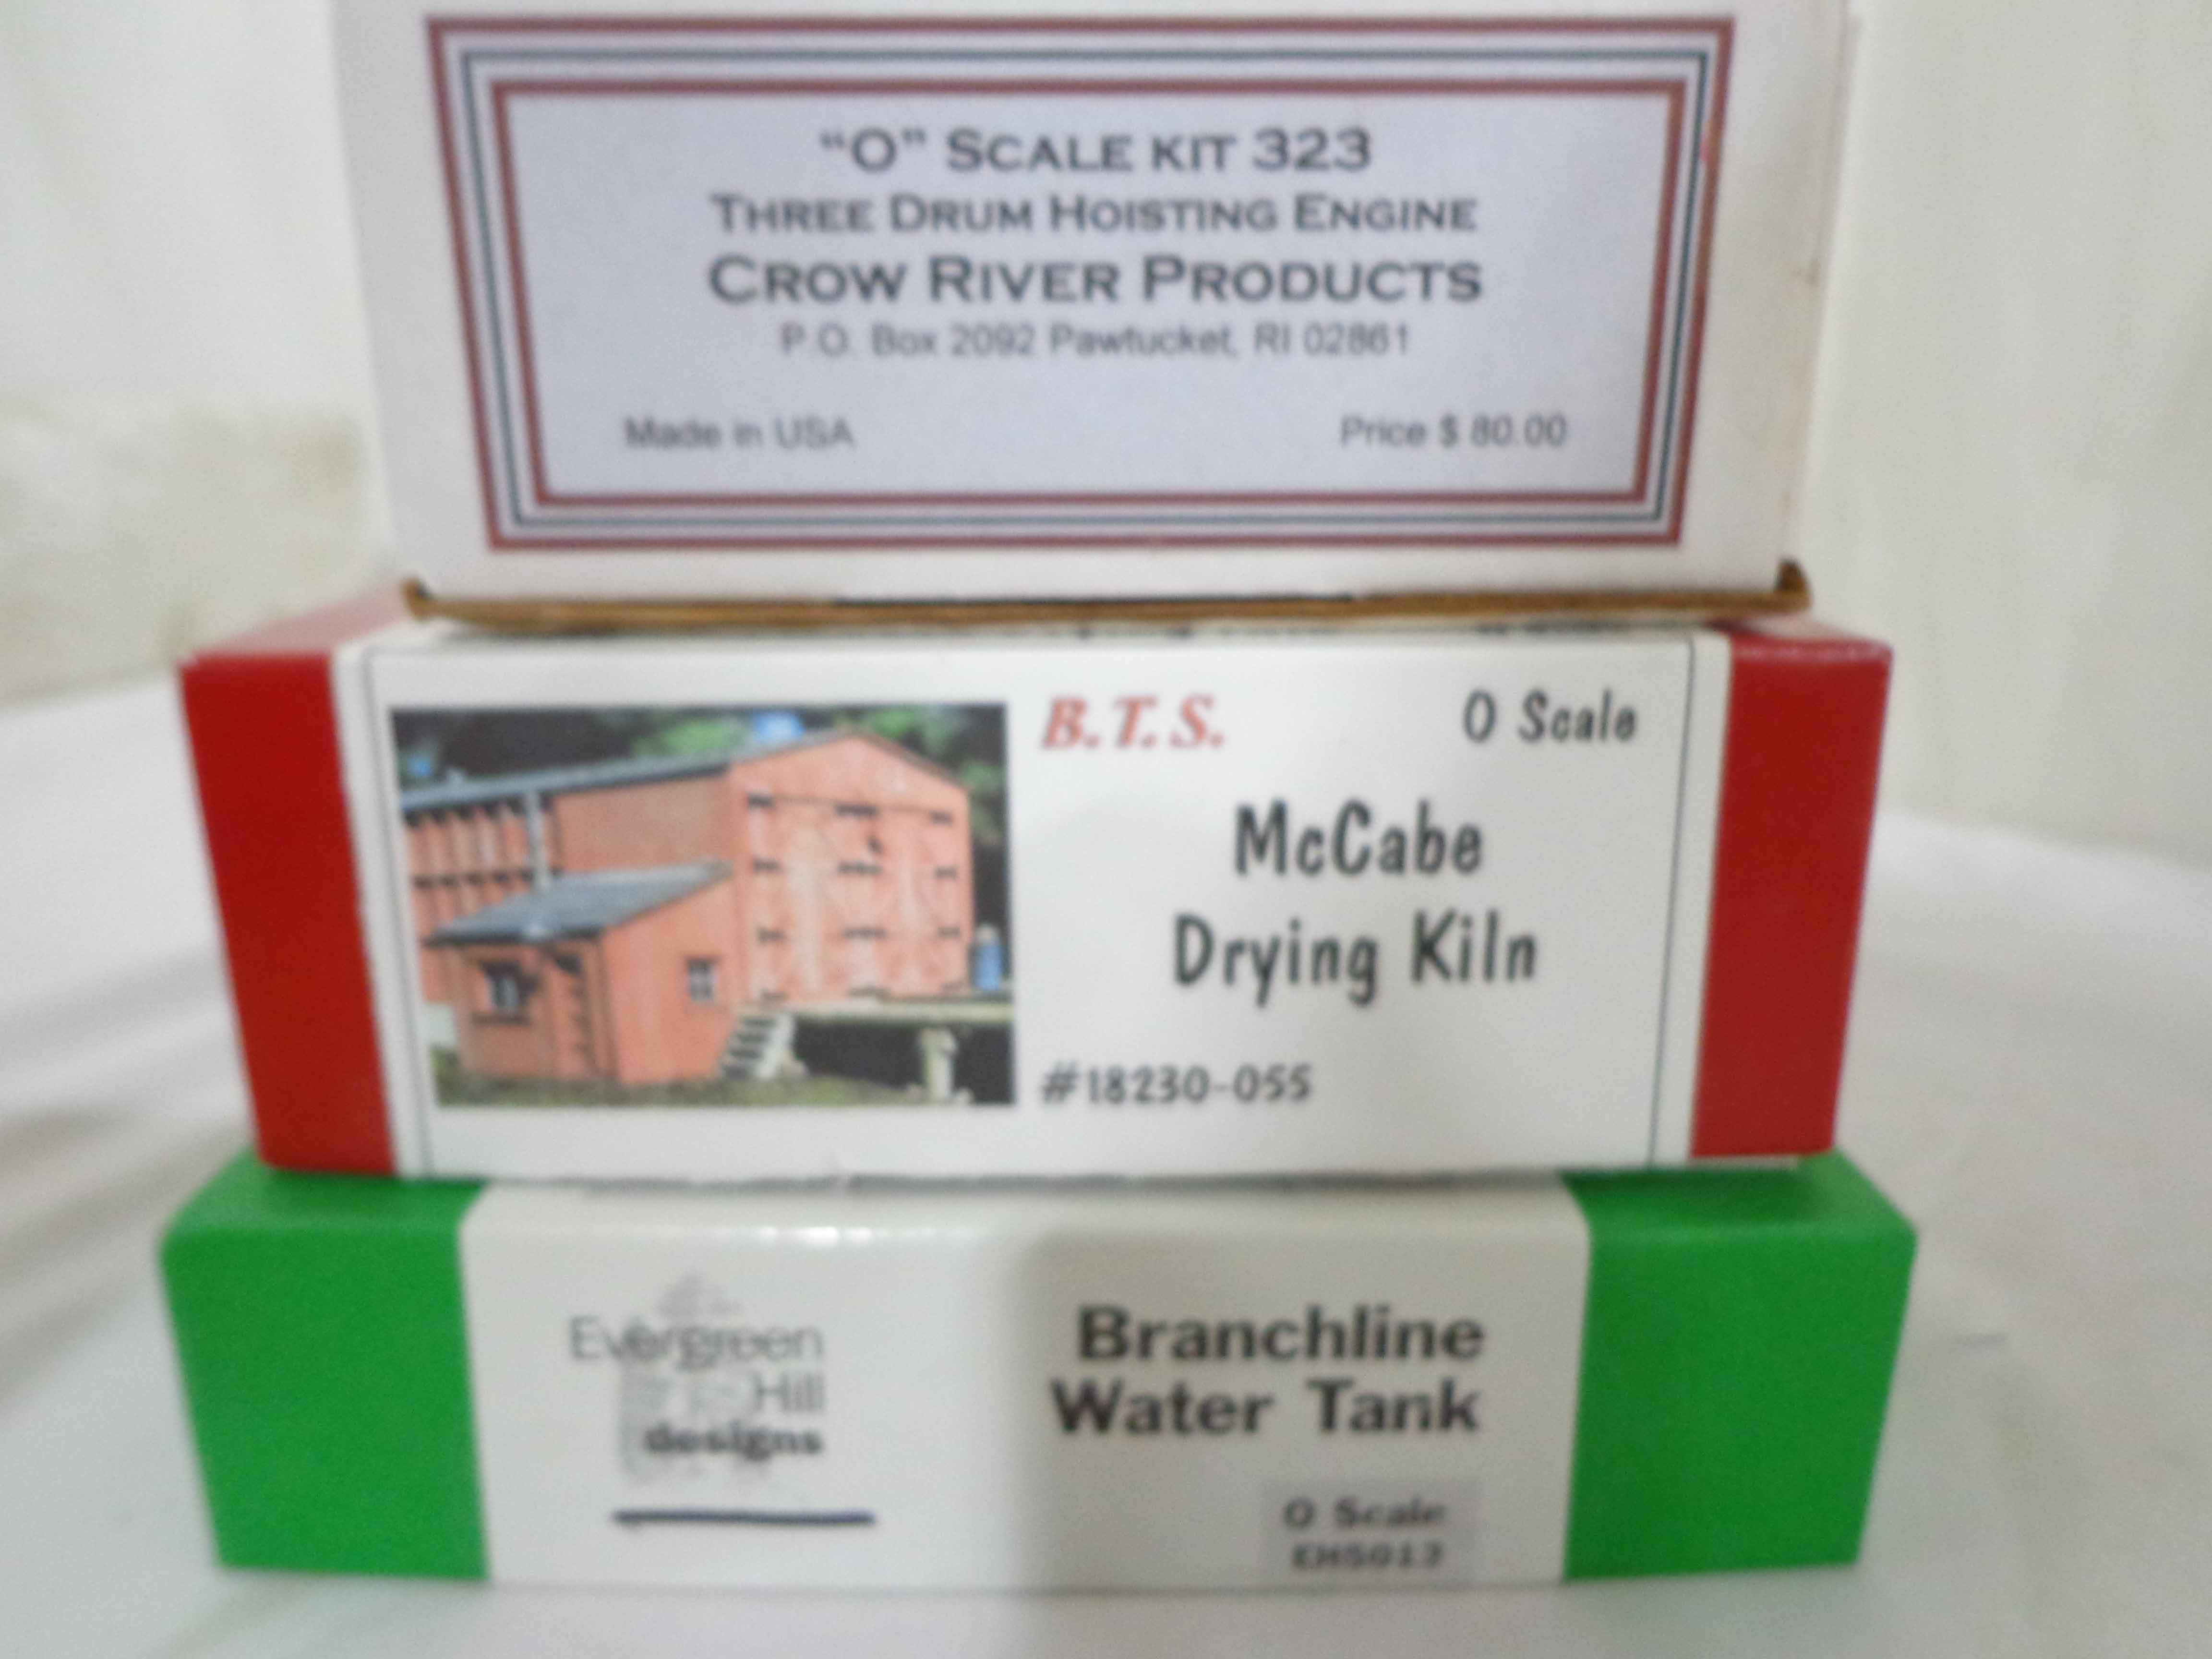 “O” SCALE KIT 323
THREE DRUM HOISTING ENGINE
CROW RIVER PRODUCTS
P.O. Box 2092 Pawtucket, RI 02861
Made in USA Price $ 80.00
B.T.S. O Scale
McCabe
Drying Kiln
#18230-055
Evergreen
Hill
designs
Branchline
Water Tank
O Scale
EH5013